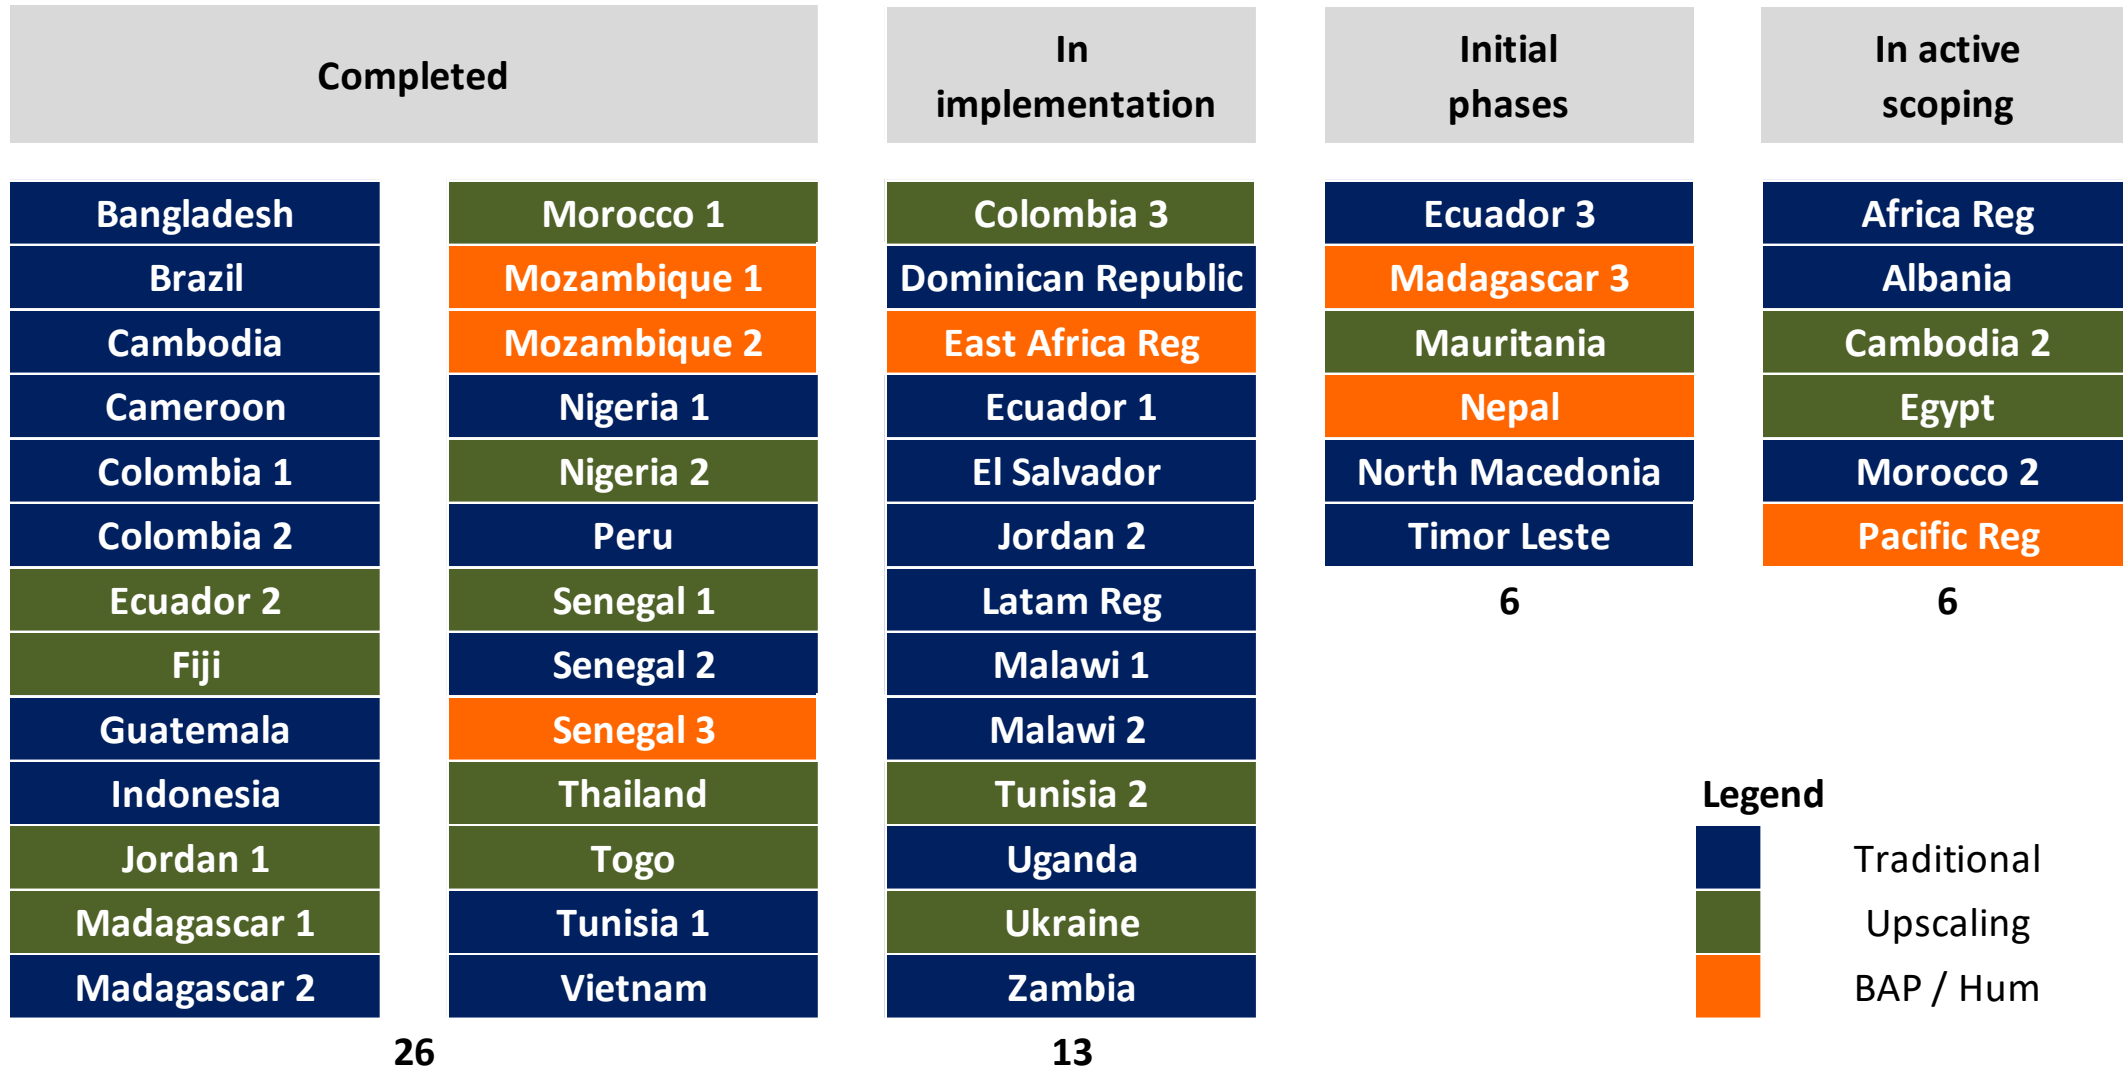 Completed
In
implementation
Initial
phases
In active
scoping
Bangladesh
Brazil
Cambodia
Cameroon
Colombia 1
Colombia 2
Ecuador 2
Fiji
Guatemala
Indonesia
Jordan 1
Madagascar 1
Madagascar 2
Morocco 1
Mozambique 1
Mozambique 2
Nigeria 1
Nigeria 2
Peru
Senegal 1
Senegal 2
Senegal 3
Thailand
Togo
Tunisia 1
Vietnam
26
Colombia 3
Dominican Republic
East Africa Reg
Ecuador 1
El Salvador
Jordan 2
Latam Reg
Malawi 1
Malawi 2
Tunisia 2
Uganda
Ukraine
Zambia
13
Ecuador 3
Madagascar 3
Mauritania
Nepal
North Macedonia
Timor Leste
6
Africa Reg
Albania
Cambodia 2
Egypt
Morocco 2
Pacific Reg
6
Legend
Traditional
Upscaling
BAP / Hum